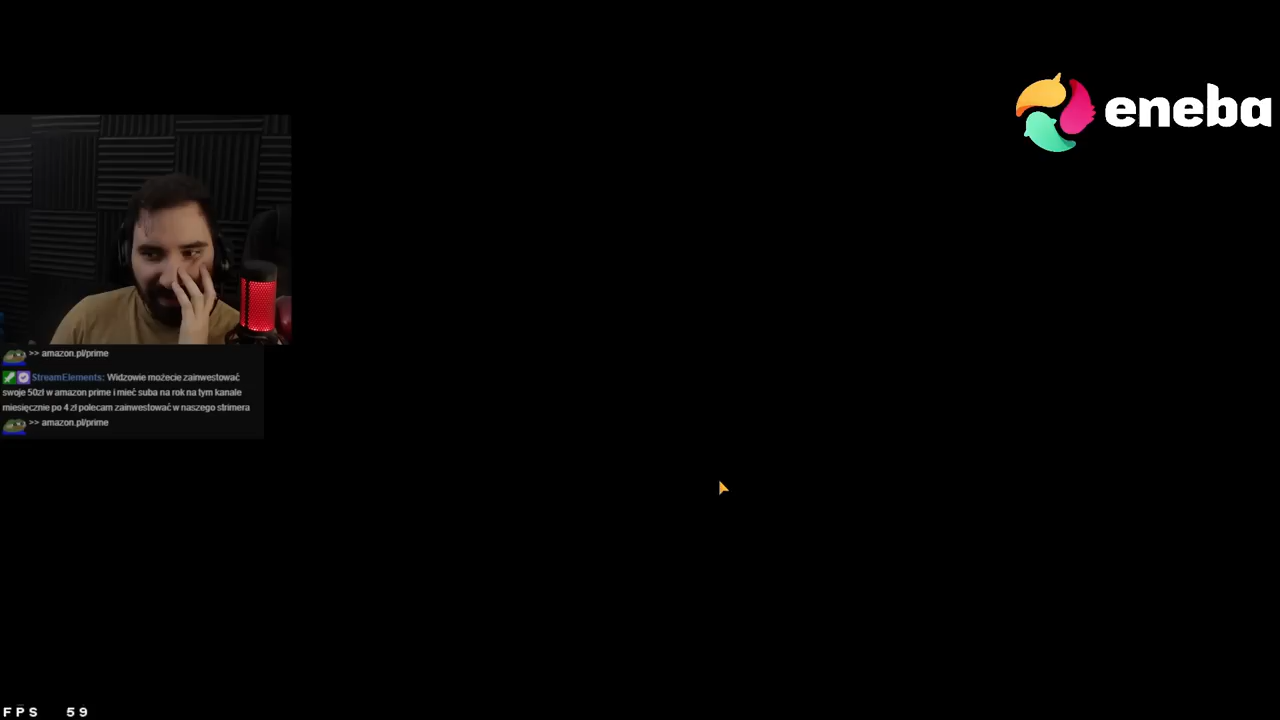 eneba
>> amazon.pl/prime
StreamElements: Widzowie możecie zainwestować
swoje 50zł w amazon prime i mieć suba na rok na tym kanale
miesięcznie po 4 zł polecam zainwestować w naszego strimera
>> amazon.pl/prime
FPS 59